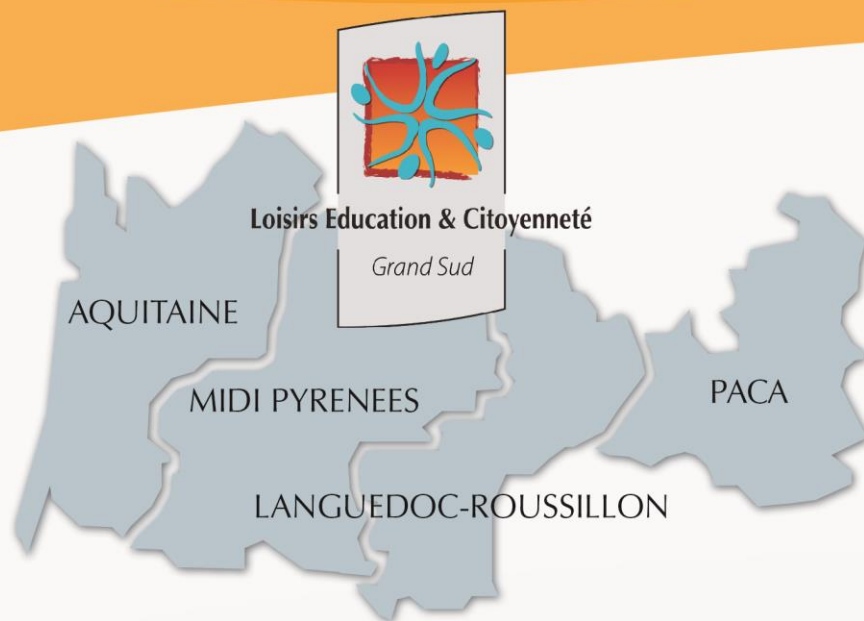 Loisirs Education & Citoyenneté
Grand Sud
AQUITAINE
MIDI PYRENEES
PACA
LANGUEDOC-ROUSSILLON